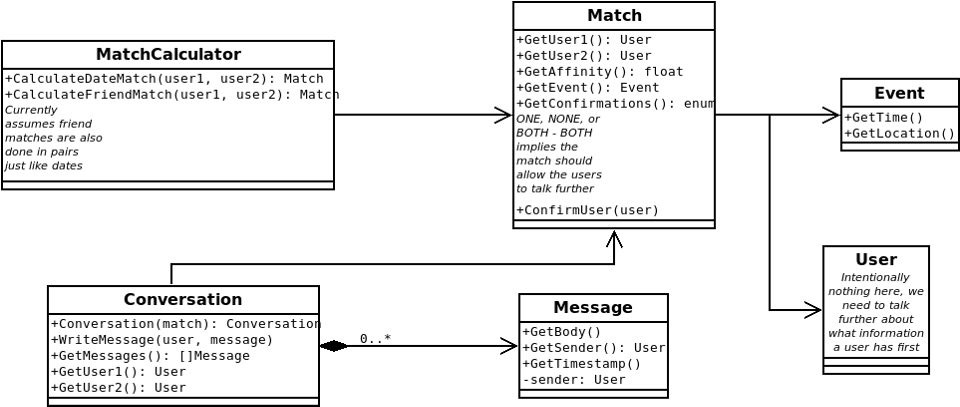 MatchCalculator
+CalculateDateMatch(user1, user2): Match
+CalculateFriendMatch(user1, user2): Match
Currently
assumes friend
matches are also
done in pairs
just like dates
Match
+GetUser1(): User
+GetUser2(): User
+GetAffinity(): float
+GetEvent(): Event
+GetConfirmations(): enum
ONE, NONE, or
BOTH - BOTH
implies the
match should
allow the users
to talk further
+ConfirmUser(user)
Event
+GetTime()
+GetLocation()
User
Intentionally
nothing here, we
need to talk
further about
what information
a user has first
Conversation
+Conversation(match): Conversation
+WriteMessage(user, message)
+GetMessages(): []Message
+GetUser1(): User
+GetUser2(): User
0..*
Message
+GetBody()
+GetSender(): User
+GetTimestamp()
-sender: User